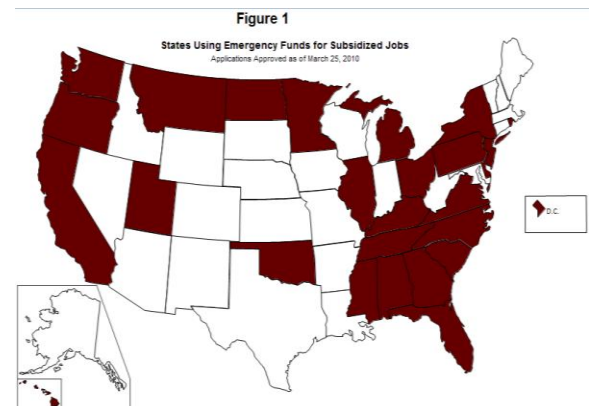 Figure 1
States Using Emergency Funds for Subsidized Jobs
Applications Approved as of March 25, 2010
D.C.